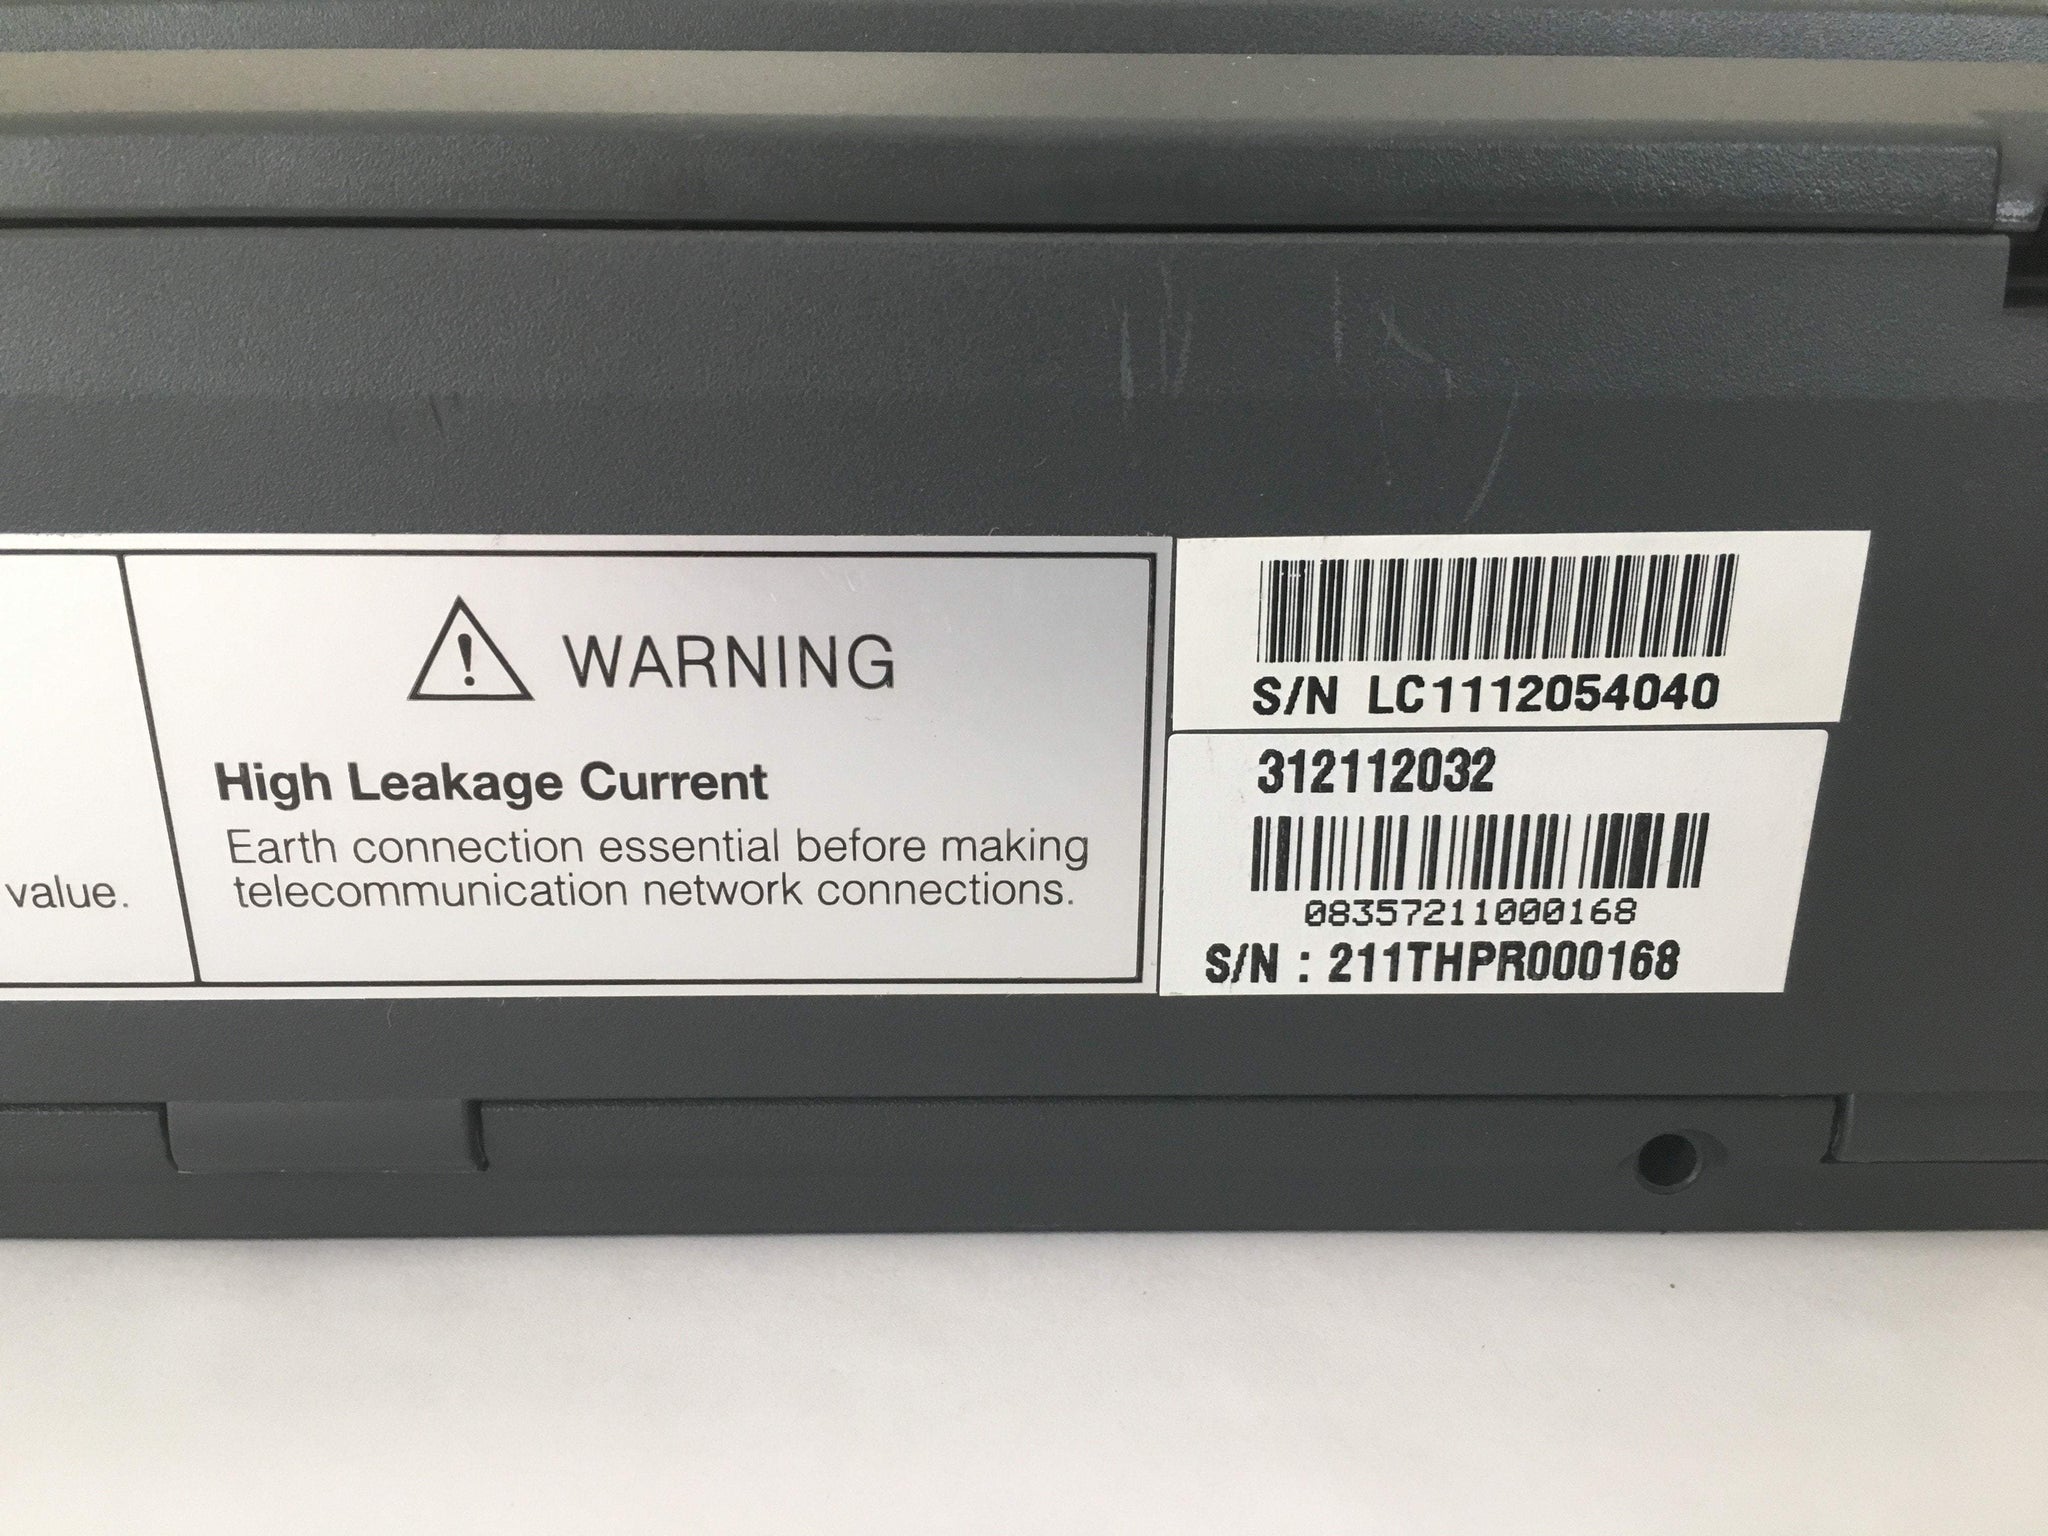 value.
WARNING
High Leakage Current
Earth connection essential before making
telecommunication network connections.
S/N LC1112054040
312112032
08357211000168
S/N : 211THPR000168